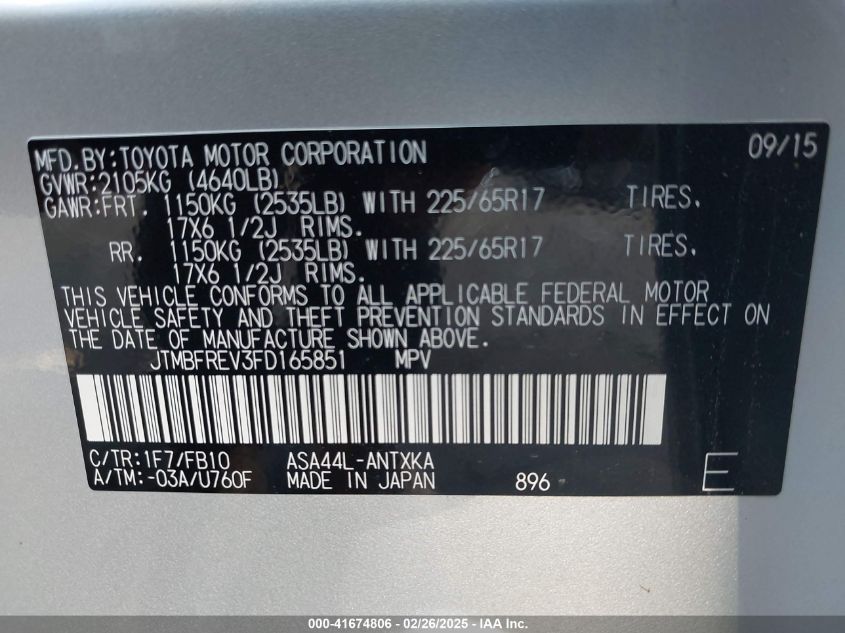 MFD.BY:TOYOTA MOTOR CORPORATION 09/15
GVWR:2105KG (4640LB)
GAWR:FRT. 1150KG (2535LB) WITH 225/65R17 TIRES.
17X6 1/2J RIMS.
RR. 1150KG (2535LB) WITH 225/65R17 TIRES.
17X6 1/2J RIMS.
THIS VEHICLE CONFORMS TO ALL APPLICABLE FEDERAL MOTOR
VEHICLE SAFETY AND THEFT PREVENTION STANDARDS IN EFFECT ON
THE DATE OF MANUFACTURE SHOWN ABOVE.
JTMBFREV3FD165851 MPV
C/TR:1F7/FB10 ASA44L-ANTXKA
A/TM:-03A/U760F MADE IN JAPAN 896 E
000-41674806 - 02/26/2025 - IAA Inc.